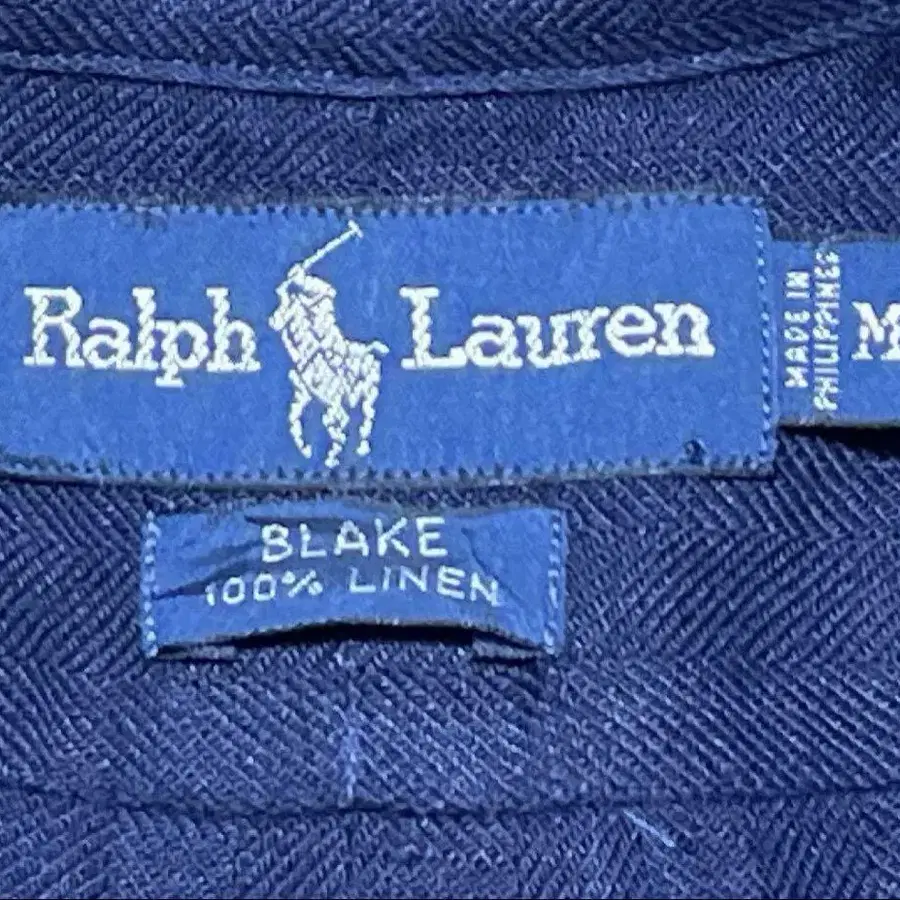 Ralph Lauren
MADE IN
PHILIPPINES
M
BLAKE
100% LINEN